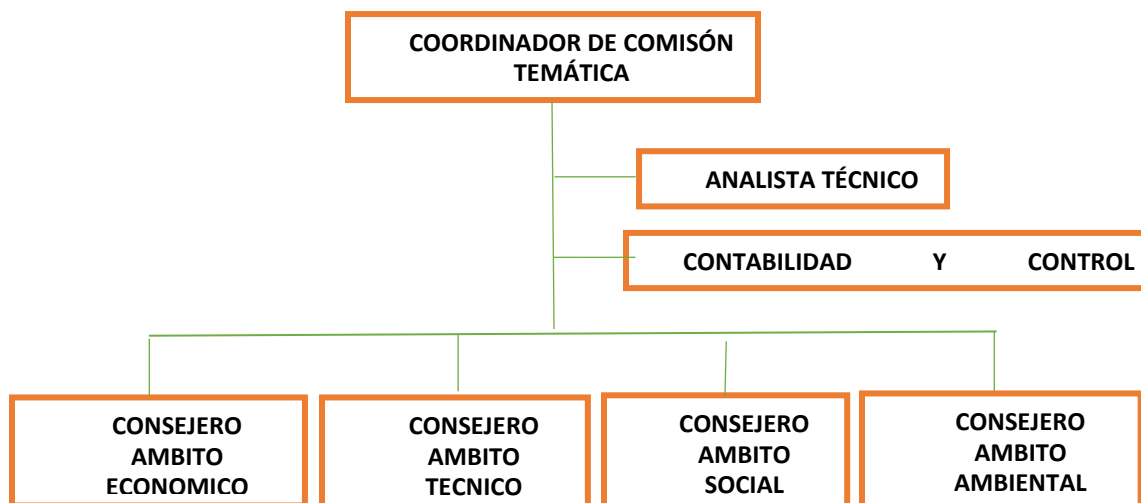 COORDINADOR DE COMISÓN
TEMÁTICA
ANALISTA TÉCNICO
CONTABILIDAD Y CONTROL
CONSEJERO
AMBITO
ECONOMICO
CONSEJERO
AMBITO
TECNICO
CONSEJERO
AMBITO
SOCIAL
CONSEJERO
AMBITO
AMBIENTAL